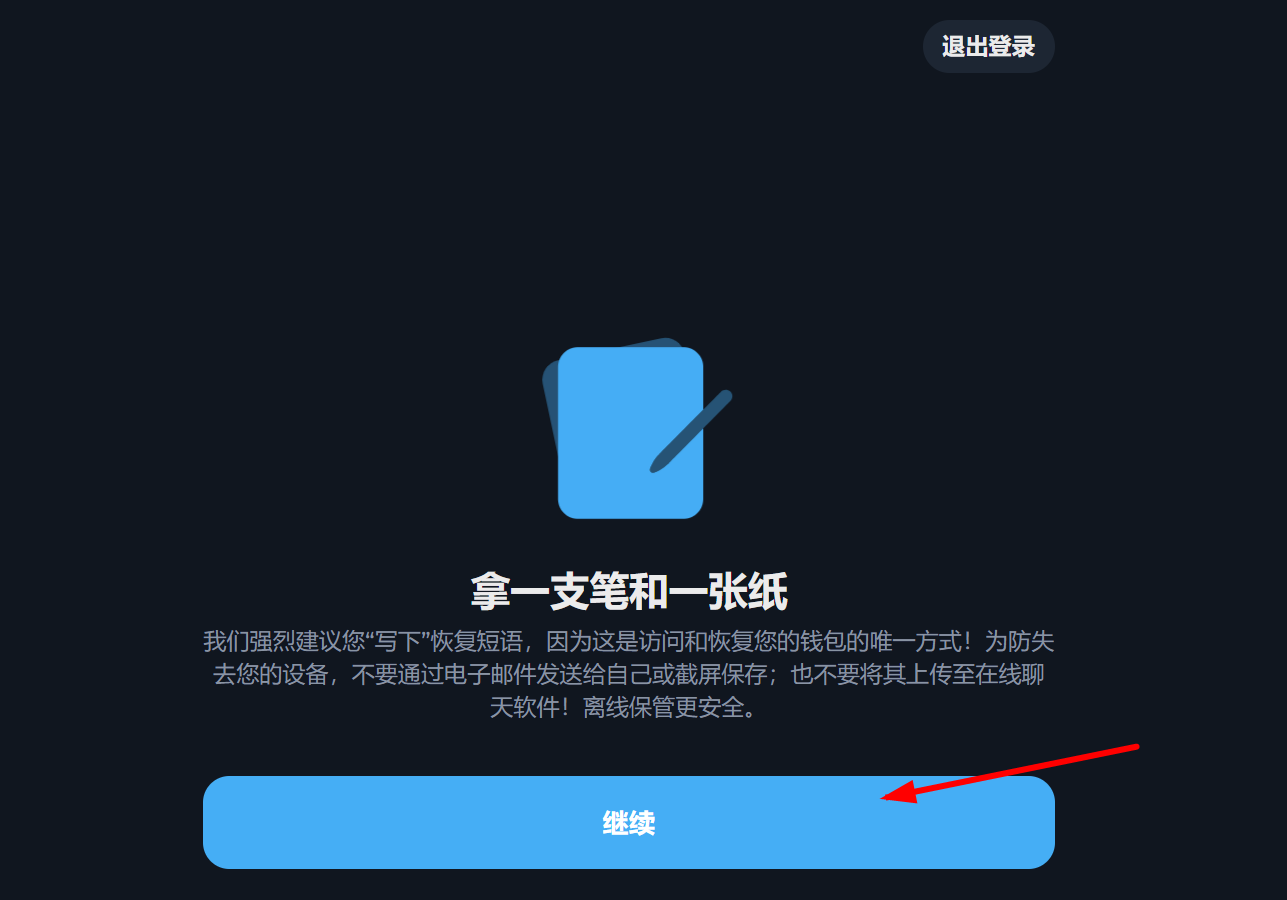 退出登录
拿一支笔和一张纸
我们强烈建议您“写下”恢复短语，因为这是访问和恢复您的钱包的唯一方式！为防失
去您的设备，不要通过电子邮件发送给自己或截屏保存；也不要将其上传至在线聊
天软件！离线保管更安全。
继续